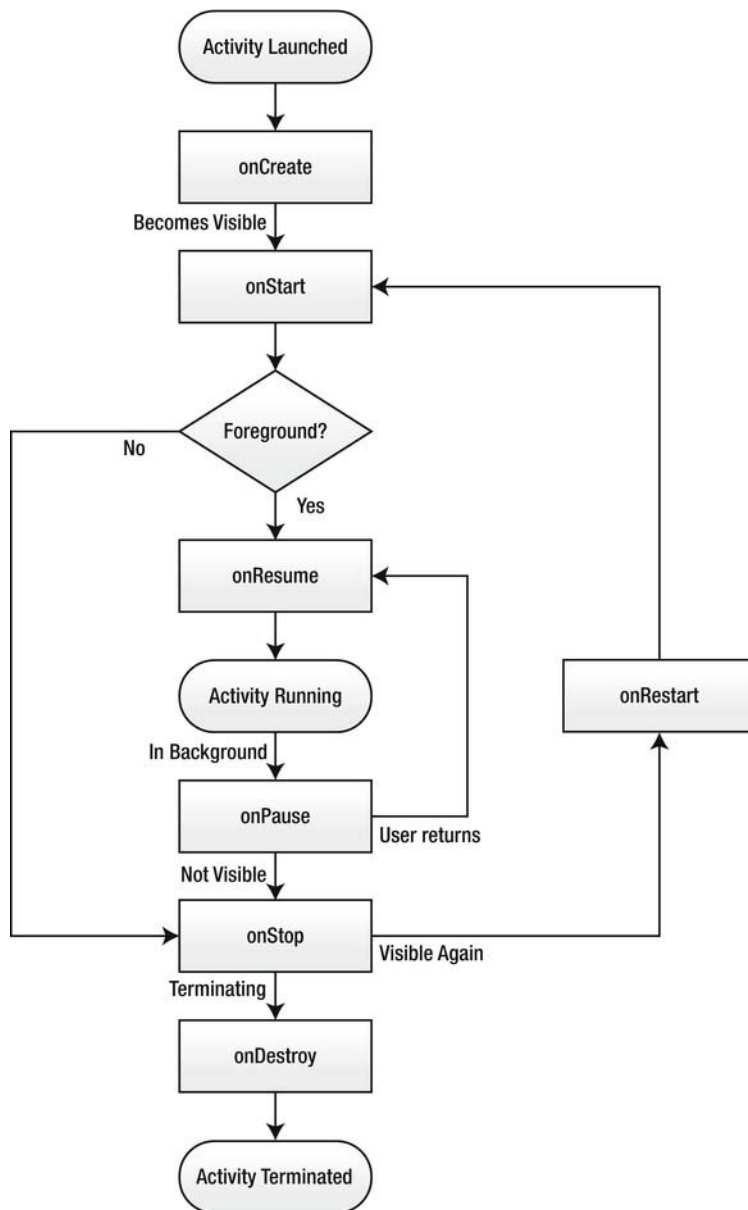 Activity Launched
onCreate
Becomes Visible
onStart
Foreground?
No
Yes
onResume
Activity Running
onRestart
In Background
onPause
User returns
Not Visible
onStop
Visible Again
Terminating
onDestroy
Activity Terminated